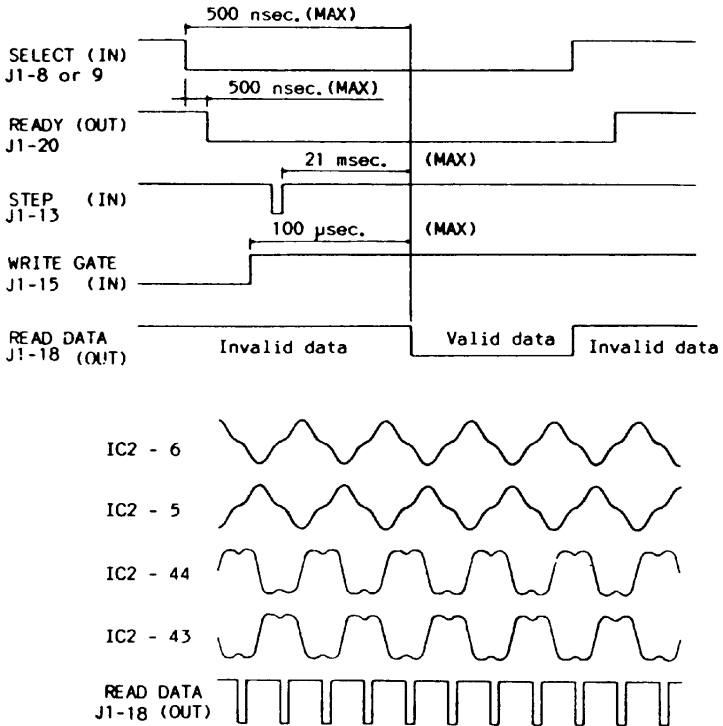 500 nsec.(MAX)
SELECT (IN)
J1-8 or 9
500 nsec.(MAX)
READY (OUT)
J1-20
21 msec. (MAX)
STEP (IN)
J1-13
100 µsec. (MAX)
WRITE GATE
J1-15 (IN)
READ DATA
J1-18 (OUT)
Invalid data
Valid data
Invalid data
IC2 - 6
IC2 - 5
IC2 - 44
IC2 - 43
READ DATA
J1-18 (OUT)